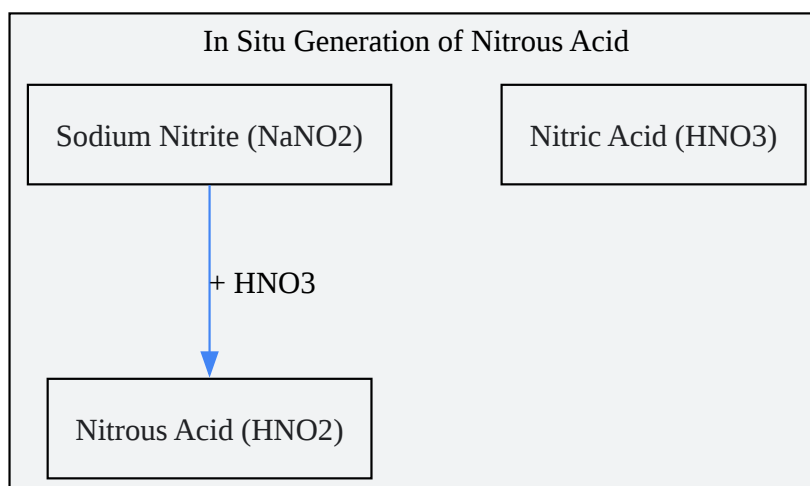 In Situ Generation of Nitrous Acid
Sodium Nitrite (NaNO2)
Nitric Acid (HNO3)
+ HNO3
Nitrous Acid (HNO2)